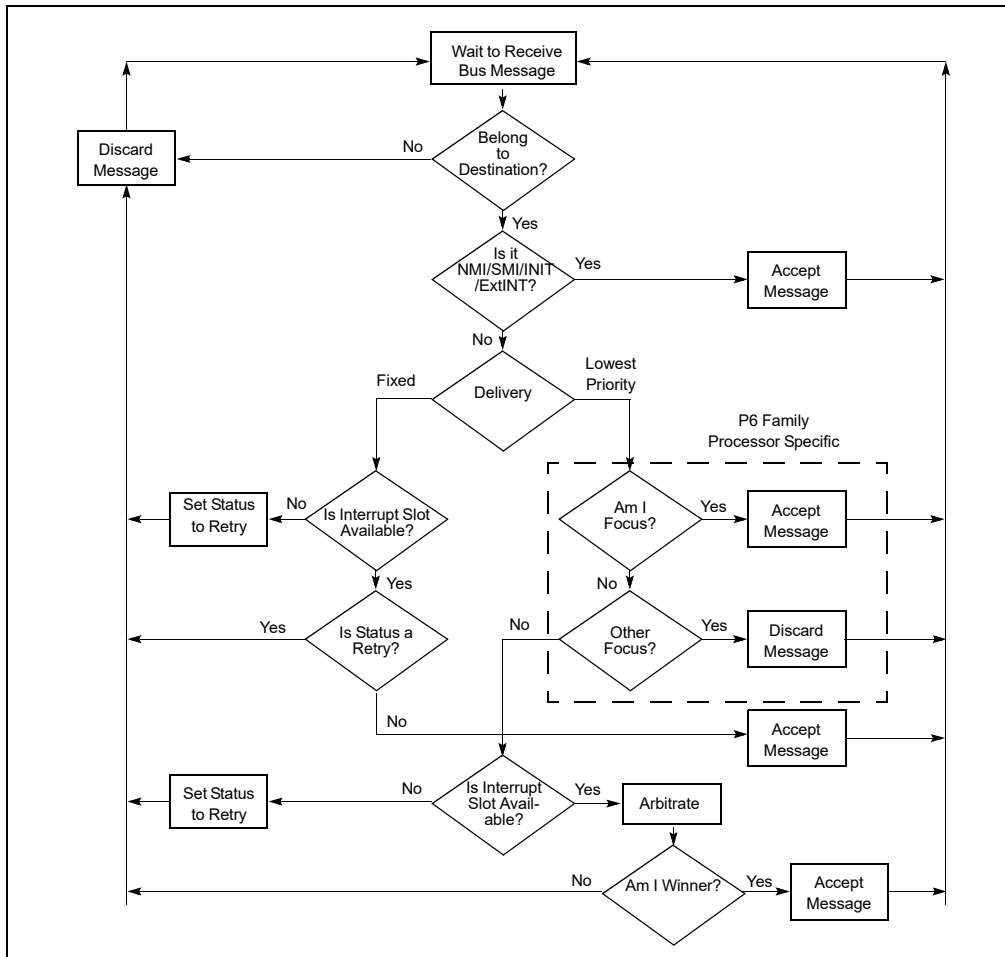 Wait to Receive
Bus Message
Belong
to
Destination?
No
Discard
Message
Yes
Is it
NMI/SMI/INIT
/ExtINT?
Yes
Accept
Message
No
Delivery
Fixed
Lowest
Priority
P6 Family
Processor Specific
Set Status
to Retry
No
Is Interrupt Slot
Available?
Am I
Focus?
Yes
Accept
Message
Yes
No
Yes
Is Status a
Retry?
No
Other
Focus?
Yes
Discard
Message
No
Accept
Message
Set Status
to Retry
No
Is Interrupt
Slot Avail-
able?
Yes
Arbitrate
No
Am I Winner?
Yes
Accept
Message